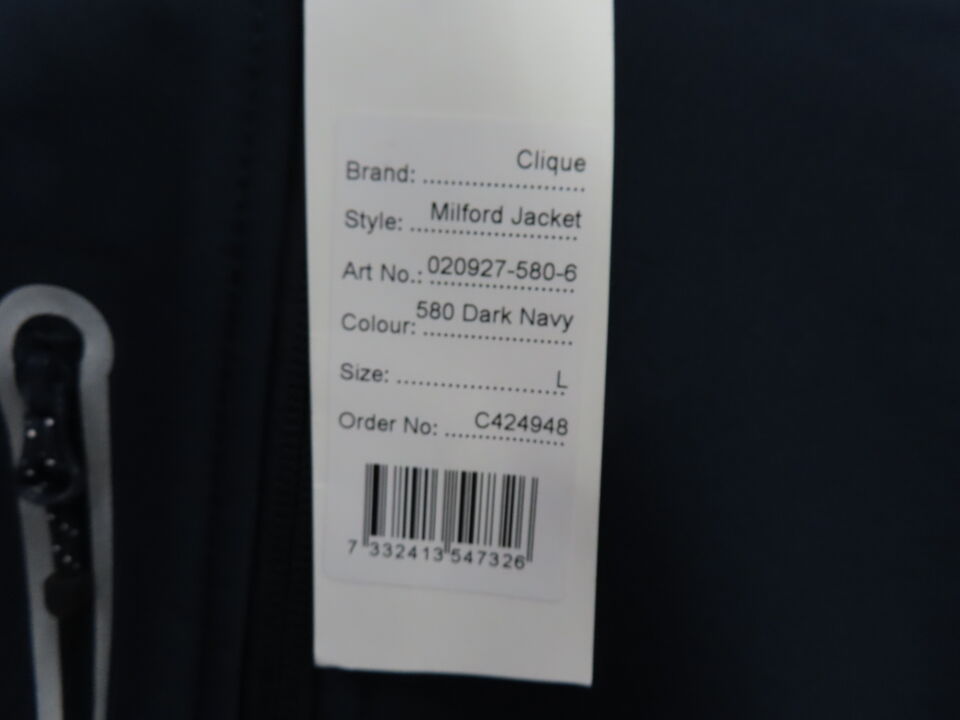 Brand: ........................ Clique
Style: ......................... Milford Jacket
Art No.: ...................... 020927-580-6
Colour: ...................... 580 Dark Navy
Size: ......................... L
Order No: .................. C424948
7 332413 547326